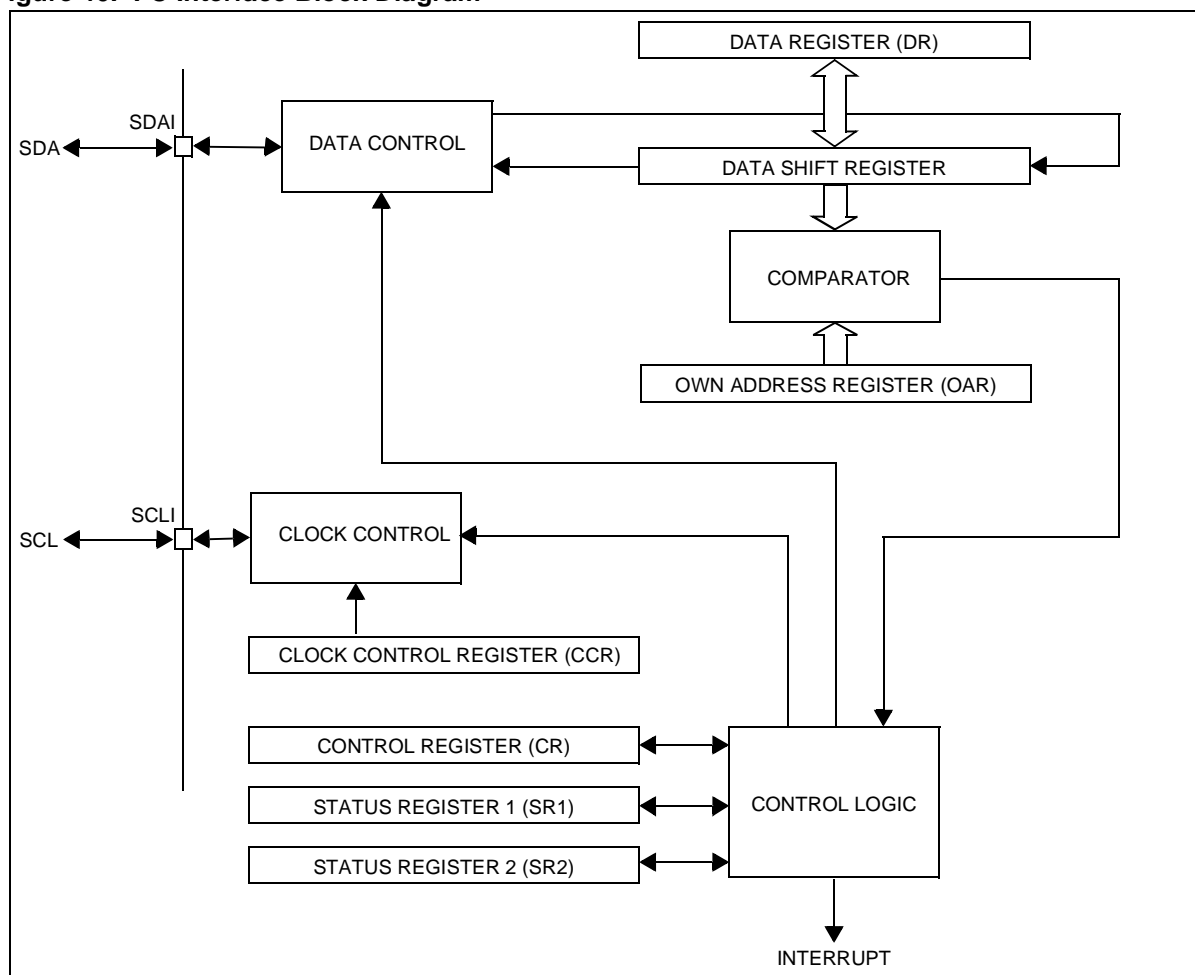 DATA REGISTER (DR)
SDAI
SDA
DATA CONTROL
DATA SHIFT REGISTER
COMPARATOR
OWN ADDRESS REGISTER (OAR)
SCLI
SCL
CLOCK CONTROL
CLOCK CONTROL REGISTER (CCR)
CONTROL REGISTER (CR)
STATUS REGISTER 1 (SR1)
CONTROL LOGIC
STATUS REGISTER 2 (SR2)
INTERRUPT